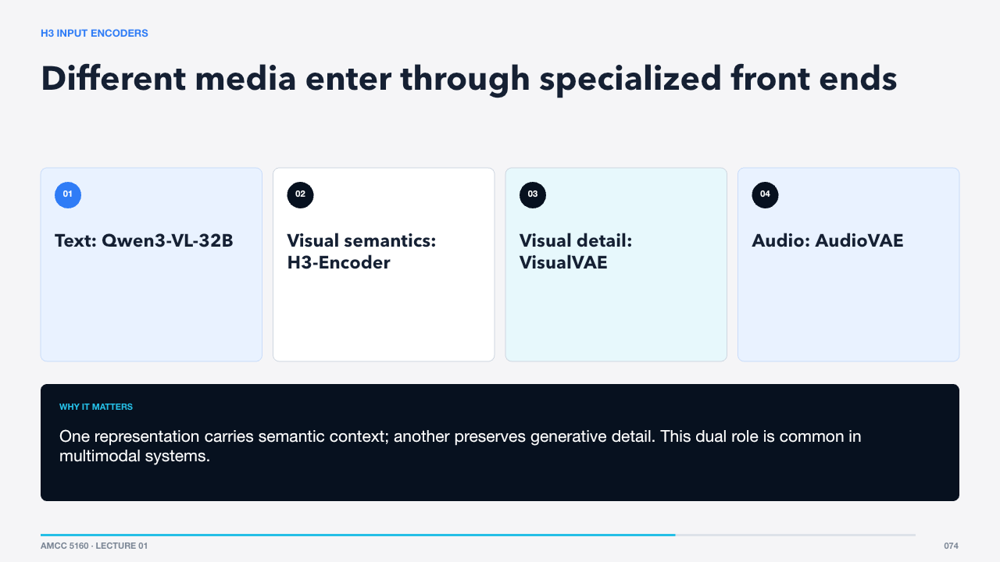 H3 INPUT ENCODERS
Different media enter through specialized front ends
01
Text: Qwen3-VL-32B
02
Visual semantics:
H3-Encoder
03
Visual detail:
VisualVAE
04
Audio: AudioVAE
WHY IT MATTERS
One representation carries semantic context; another preserves generative detail. This dual role is common in
multimodal systems.
AMCC 5160 · LECTURE 01
074